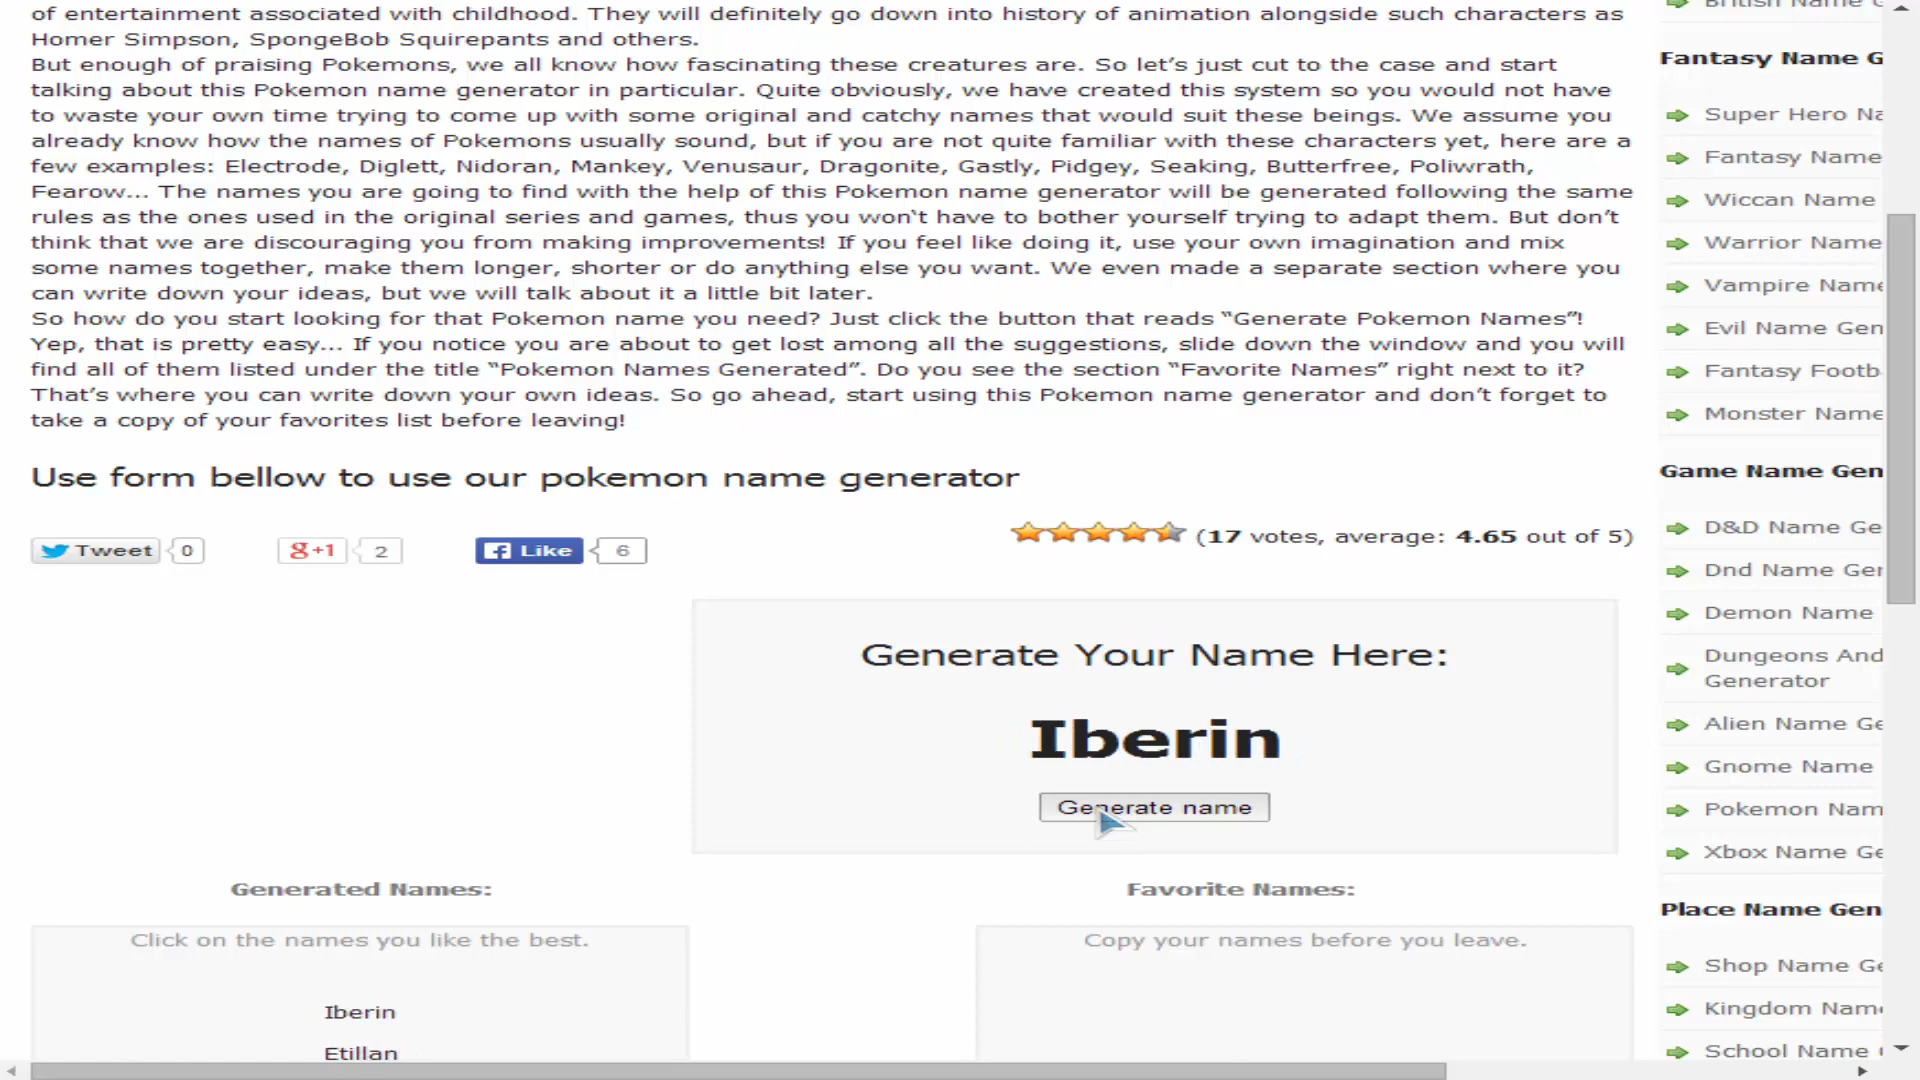 of entertainment associated with childhood. They will definitely go down into history of animation alongside such characters as
Homer Simpson, SpongeBob Squirepants and others.
But enough of praising Pokemons, we all know how fascinating these creatures are. So let’s just cut to the case and start
talking about this Pokemon name generator in particular. Quite obviously, we have created this system so you would not have
to waste your own time trying to come up with some original and catchy names that would suit these beings. We assume you
already know how the names of Pokemons usually sound, but if you are not quite familiar with these characters yet, here are a
few examples: Electrode, Diglett, Nidoran, Mankey, Venusaur, Dragonite, Gastly, Pidgey, Seaking, Butterfree, Poliwrath,
Fearow... The names you are going to find with the help of this Pokemon name generator will be generated following the same
rules as the ones used in the original series and games, thus you won‘t have to bother yourself trying to adapt them. But don’t
think that we are discouraging you from making improvements! If you feel like doing it, use your own imagination and mix
some names together, make them longer, shorter or do anything else you want. We even made a separate section where you
can write down your ideas, but we will talk about it a little bit later.
So how do you start looking for that Pokemon name you need? Just click the button that reads “Generate Pokemon Names”!
Yep, that is pretty easy... If you notice you are about to get lost among all the suggestions, slide down the window and you will
find all of them listed under the title “Pokemon Names Generated”. Do you see the section “Favorite Names” right next to it?
That’s where you can write down your own ideas. So go ahead, start using this Pokemon name generator and don’t forget to
take a copy of your favorites list before leaving!
Use form bellow to use our pokemon name generator
Tweet 0
g+1 2
Like 6
(17 votes, average: 4.65 out of 5)
Generate Your Name Here:
Iberin
Generate name
Generated Names:
Click on the names you like the best.
Iberin
Etillan
Favorite Names:
Copy your names before you leave.
British Name G
Fantasy Name G
Super Hero Na
Fantasy Name
Wiccan Name
Warrior Name
Vampire Name
Evil Name Gen
Fantasy Footb
Monster Name
Game Name Gen
D&D Name Ge
Dnd Name Ger
Demon Name
Dungeons And
Generator
Alien Name Ge
Gnome Name
Pokemon Nam
Xbox Name Ge
Place Name Gen
Shop Name Ge
Kingdom Name
School Name